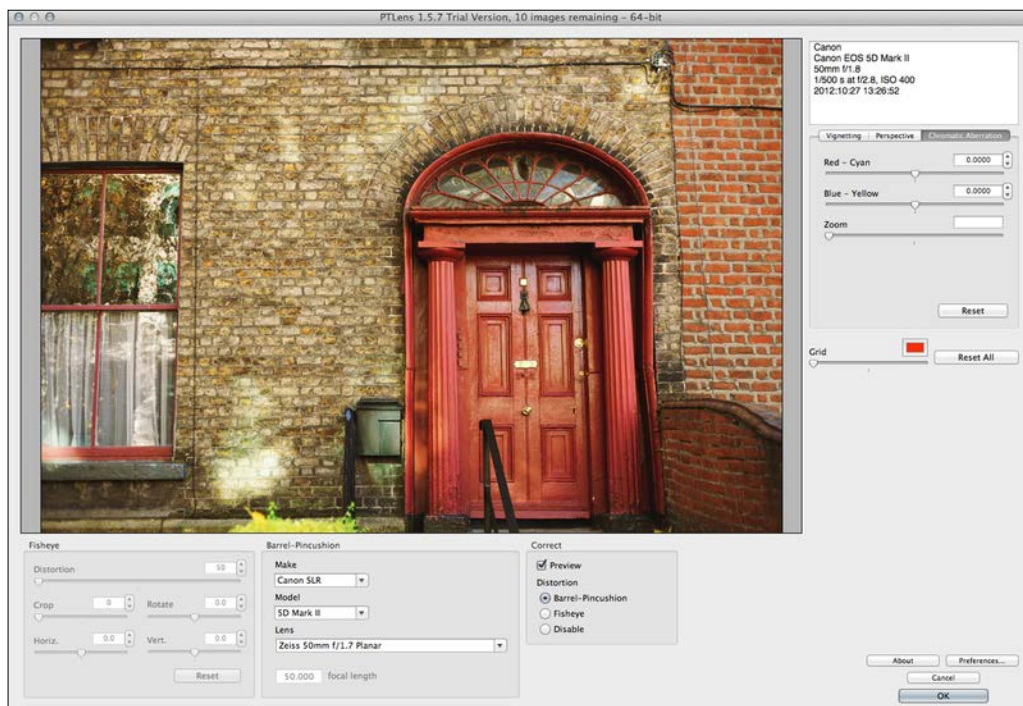 PTLens 1.5.7 Trial Version, 10 images remaining – 64-bit
Canon
Canon EOS 5D Mark II
50mm f/1.8
1/500 s at f/2.8, ISO 400
2012:10:27 13:26:52
Vignetting Perspective Chromatic Aberration
Red - Cyan 0.0000
Blue - Yellow 0.0000
Zoom
Reset
Grid
Reset All
Fisheye
Distortion 50
Crop 0 Rotate 0.0
Horiz. 0.0 Vert. 0.0
Reset
Barrel-Pincushion
Make
Canon SLR
Model
5D Mark II
Lens
Zeiss 50mm f/1.7 Planar
50.000 focal length
Correct
Preview
Distortion
Barrel-Pincushion
Fisheye
Disable
About Preferences...
Cancel
OK